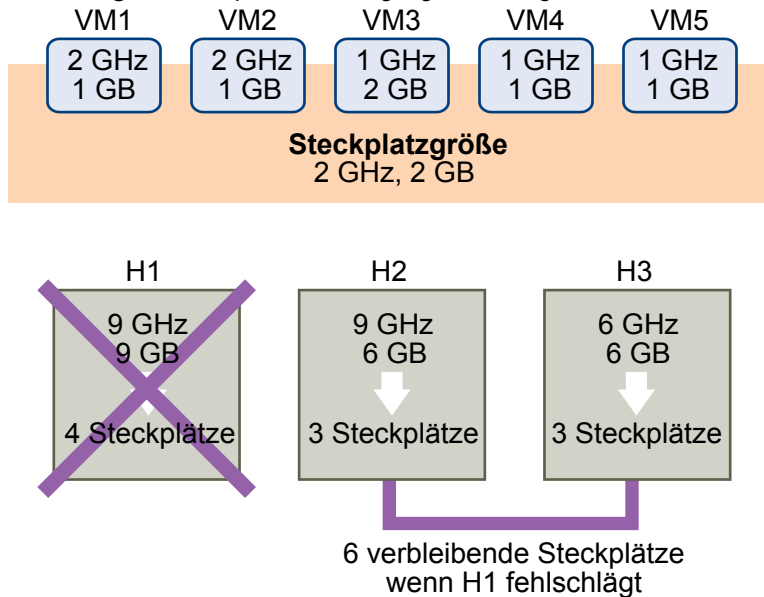 VM1 VM2 VM3 VM4 VM5
2 GHz 2 GHz 1 GHz 1 GHz 1 GHz
1 GB 1 GB 2 GB 1 GB 1 GB
Steckplatzgröße
2 GHz, 2 GB
H1 H2 H3
9 GHz 9 GHz 6 GHz
9 GB 6 GB 6 GB
4 Steckplätze 3 Steckplätze 3 Steckplätze
6 verbleibende Steckplätze
wenn H1 fehlschlägt